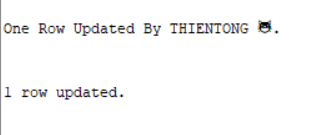 One Row Updated By THIENTONG 😈.
1 row updated.